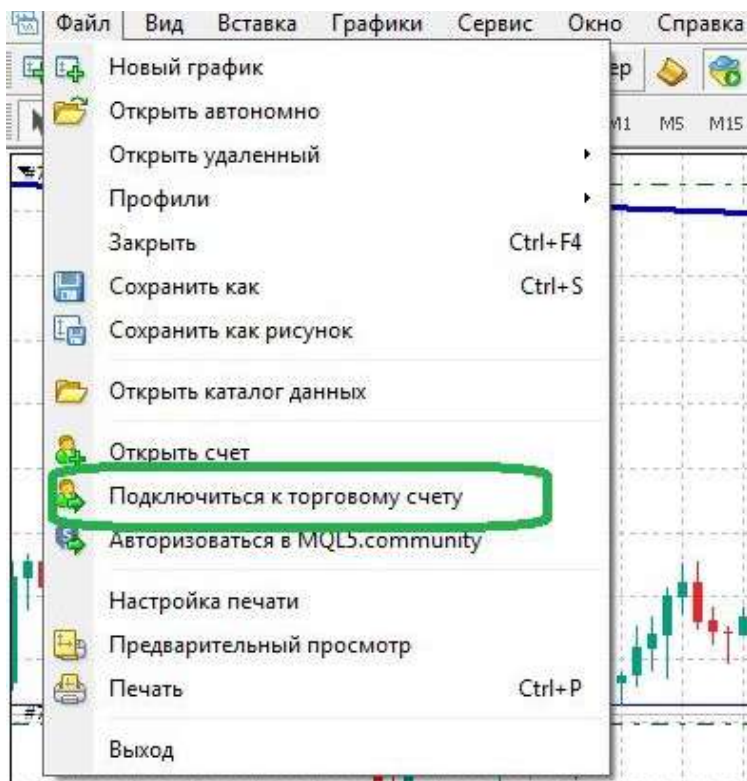 Файл Вид Вставка Графики Сервис Окно Справка
Новый график
Открыть автономно
M1 M5 M15
Открыть удаленный
Профили
Закрыть Ctrl+F4
Сохранить как Ctrl+S
Сохранить как рисунок
Открыть каталог данных
Открыть счет
Подключиться к торговому счету
Авторизоваться в MQL5.community
Настройка печати
Предварительный просмотр
Печать Ctrl+P
Выход